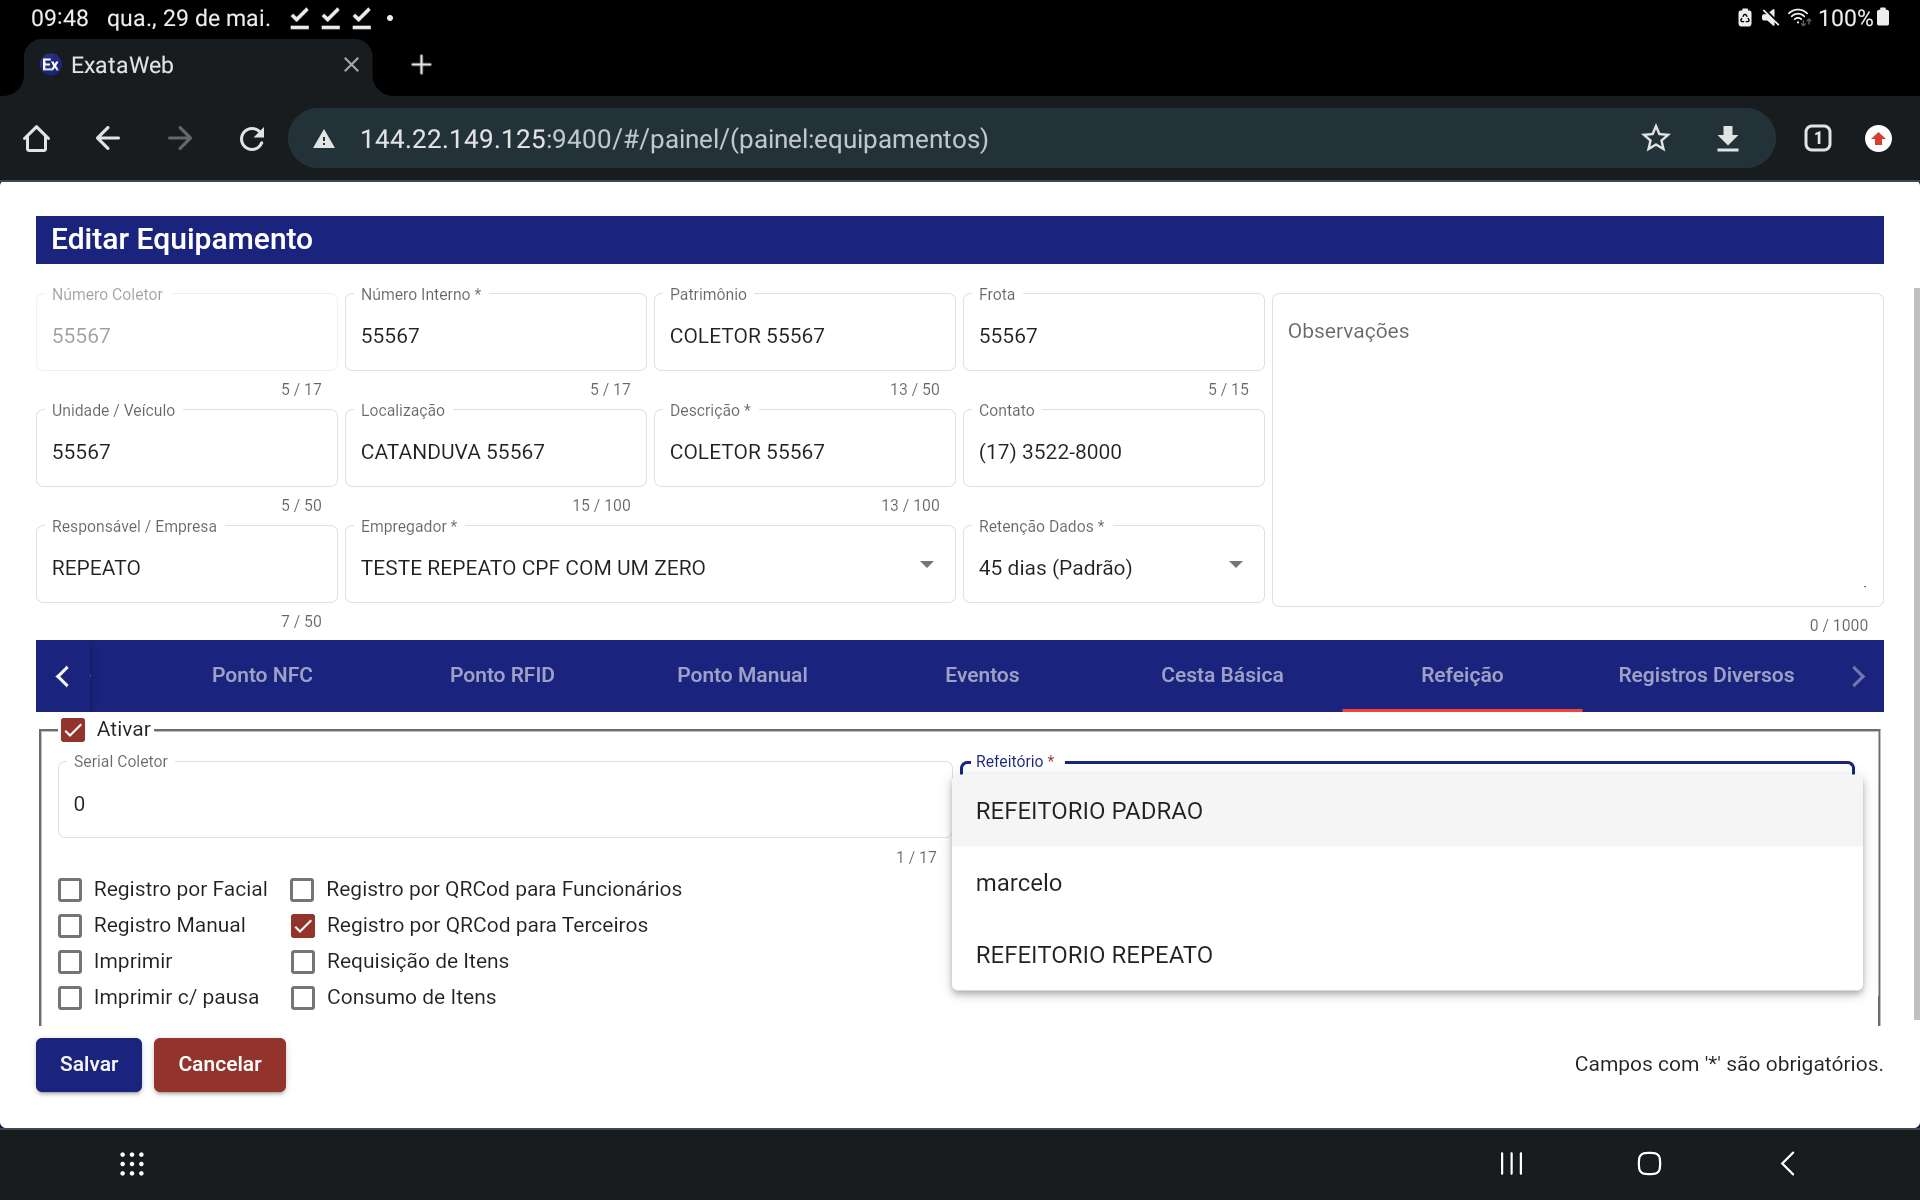 09:48 qua., 29 de mai.
100%
Ex ExataWeb
144.22.149.125:9400/#/painel/(painel:equipamentos)
1
Editar Equipamento
Número Coletor
55567
5 / 17
Número Interno *
55567
5 / 17
Patrimônio
COLETOR 55567
13 / 50
Frota
55567
5 / 15
Observações
0 / 1000
Unidade / Veículo
55567
5 / 50
Localização
CATANDUVA 55567
15 / 100
Descrição *
COLETOR 55567
13 / 100
Contato
(17) 3522-8000
Responsável / Empresa
REPEATO
7 / 50
Empregador *
TESTE REPEATO CPF COM UM ZERO
Retenção Dados *
45 dias (Padrão)
Ponto NFC Ponto RFID Ponto Manual Eventos Cesta Básica Refeição Registros Diversos
Ativar
Serial Coletor
0
1 / 17
Refeitório *
REFEITORIO PADRAO
marcelo
REFEITORIO REPEATO
Registro por Facial Registro por QRCod para Funcionários
Registro Manual Registro por QRCod para Terceiros
Imprimir Requisição de Itens
Imprimir c/ pausa Consumo de Itens
Salvar Cancelar
Campos com '*' são obrigatórios.